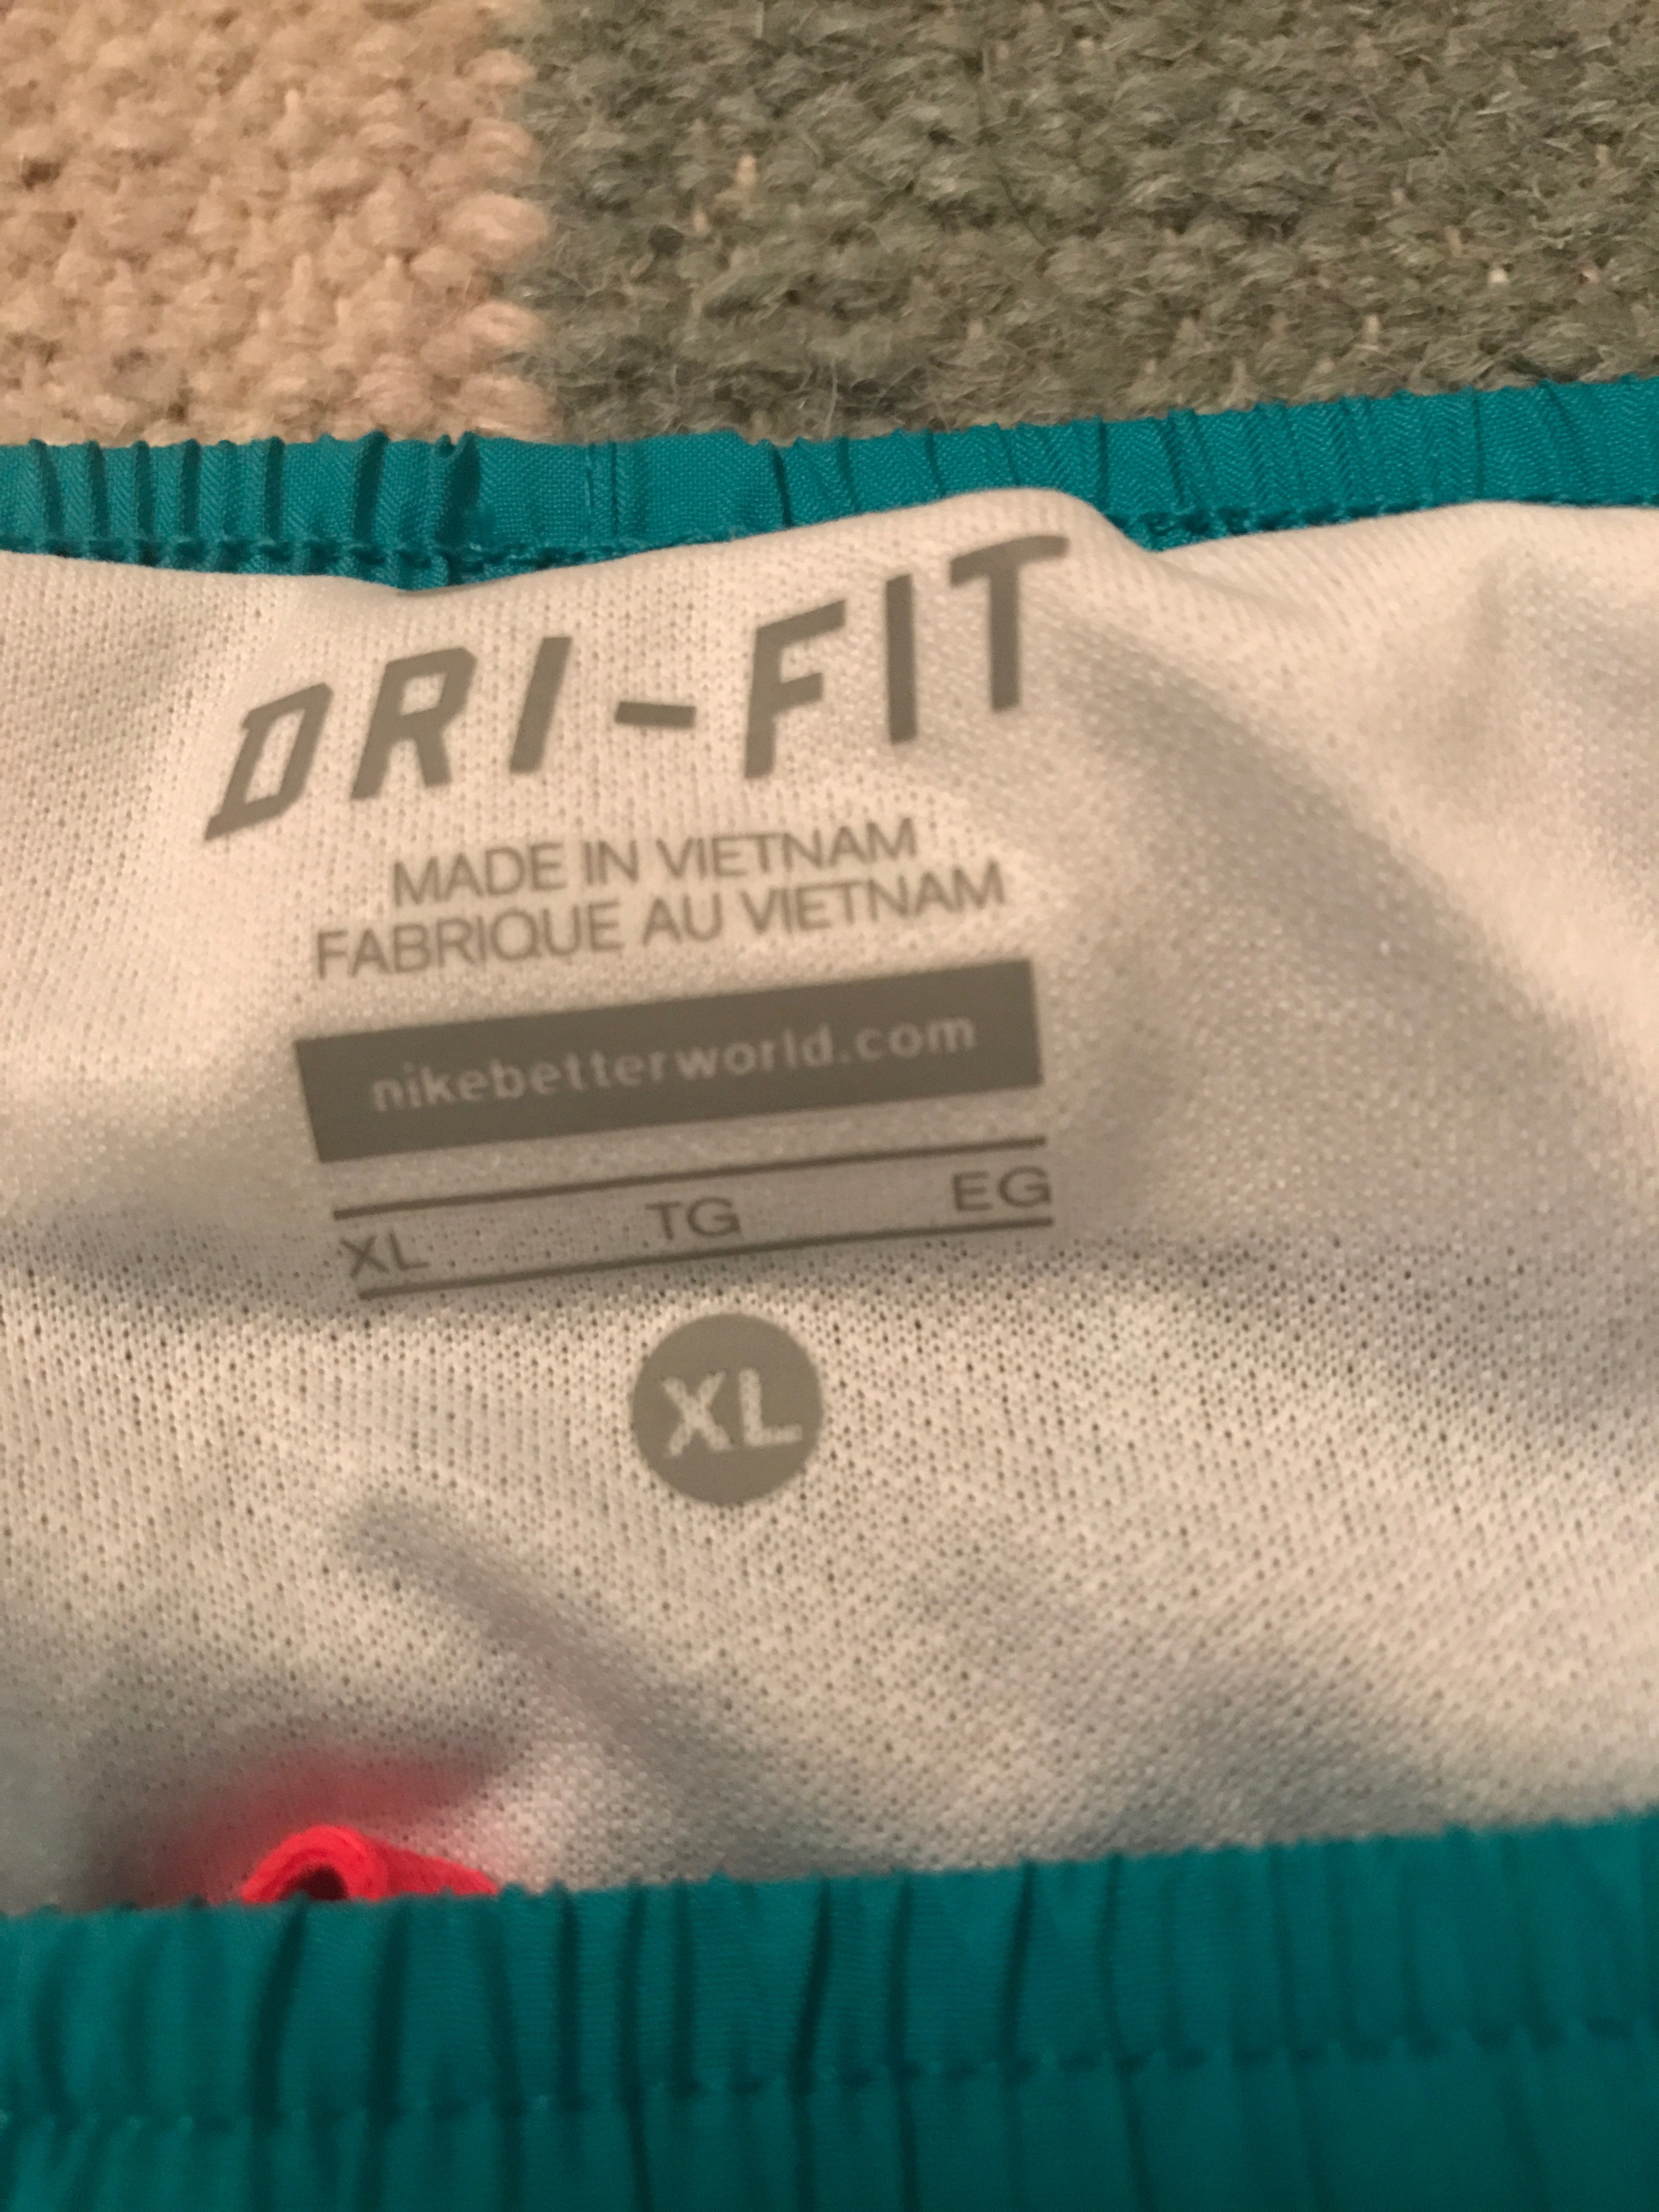 DRI-FIT
MADE IN VIETNAM
FABRIQUE AU VIETNAM
nikebetterworld.com
XL TG EG
XL